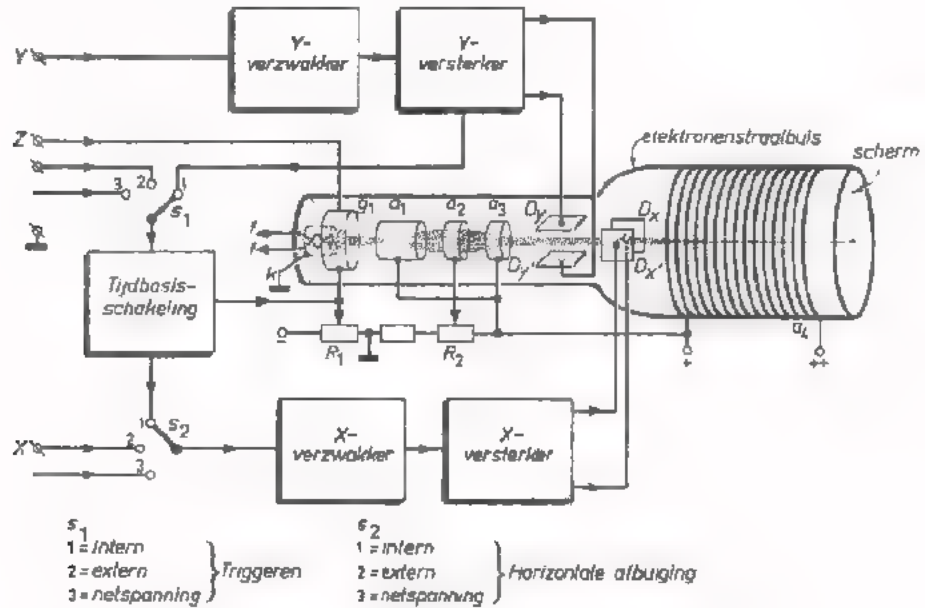 Y
Y-
verzwakker
Y-
versterker
Z
elektronenstraalbuis
scherm
3 2 1
s1
g1 a1 a2 a3 Dy Dx
f
f
k
Dy' Dx'
Tijdbasis-
schakeling
R1 R2
a4
+ ++
1 s2
X 2
3
X-
verzwakker
X-
versterker
s1
1 = intern
2 = extern
3 = netspanning
Triggeren
s2
1 = intern
2 = extern
3 = netspanning
Horizontale afbuiging